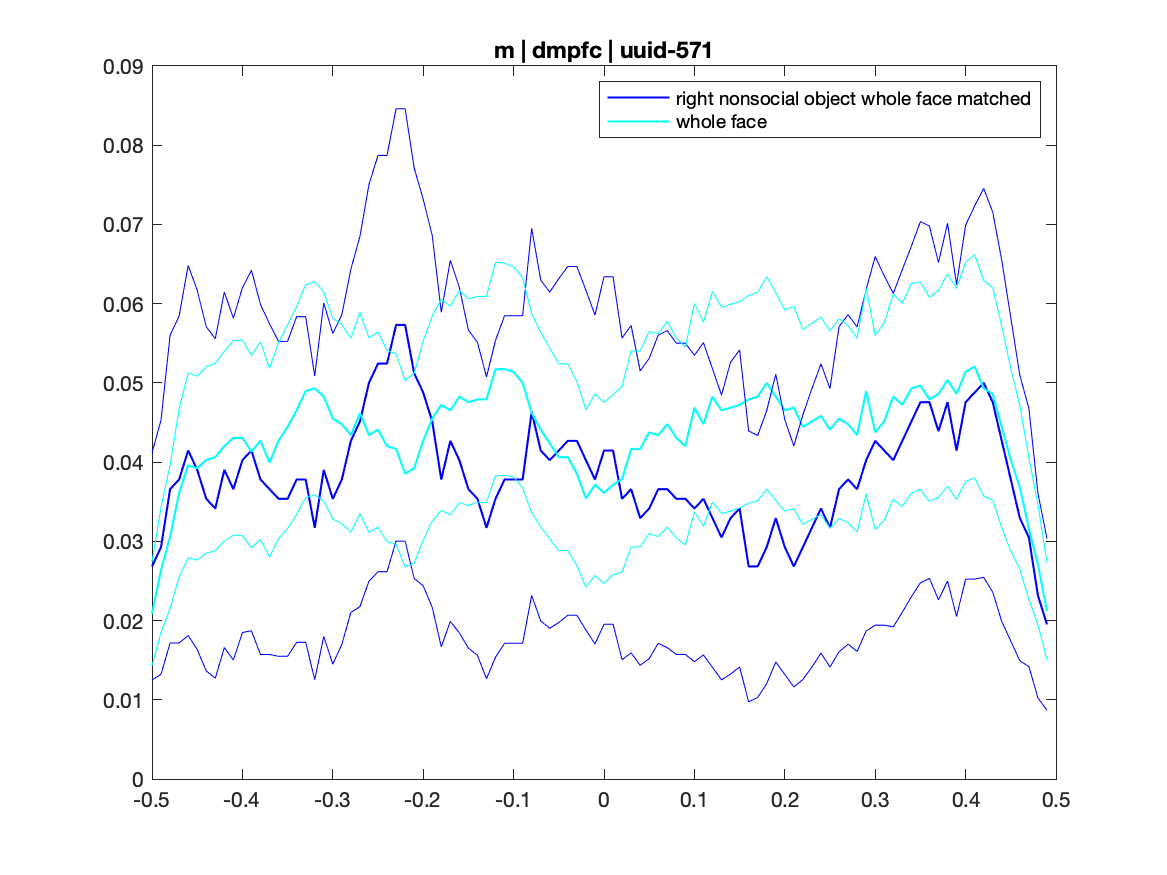 m | dmpfc | uuid-571
right nonsocial object whole face matched
whole face
0.09
0.08
0.07
0.06
0.05
0.04
0.03
0.02
0.01
0
-0.5 -0.4 -0.3 -0.2 -0.1 0 0.1 0.2 0.3 0.4 0.5